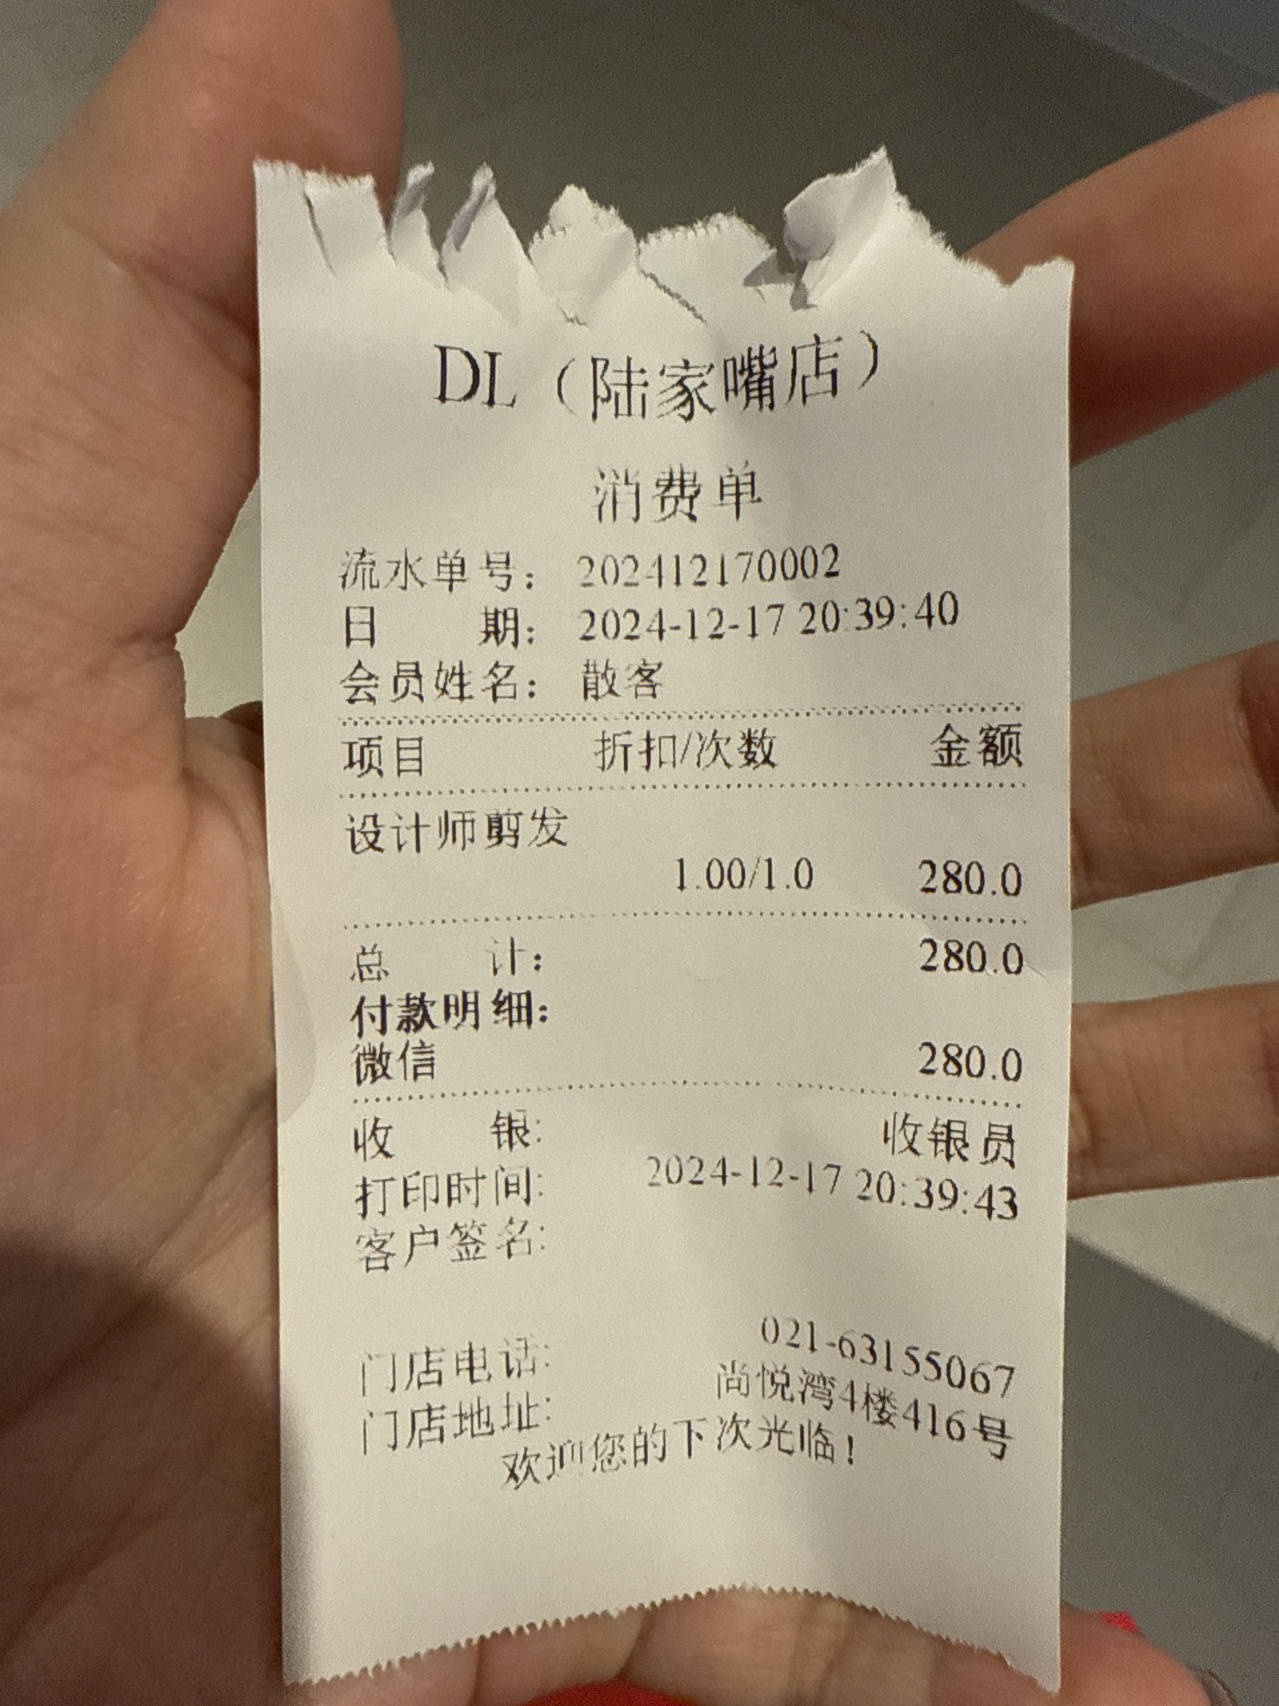 DL（陆家嘴店）
消费单
流水单号： 202412170002
日 期： 2024-12-17 20:39:40
会员姓名： 散客
项目 折扣/次数 金额
设计师剪发
1.00/1.0 280.0
总 计： 280.0
付款明细：
微信 280.0
收 银: 收银员
打印时间: 2024-12-17 20:39:43
客户签名:
门店电话: 021-63155067
门店地址: 尚悦湾4楼416号
欢迎您的下次光临！